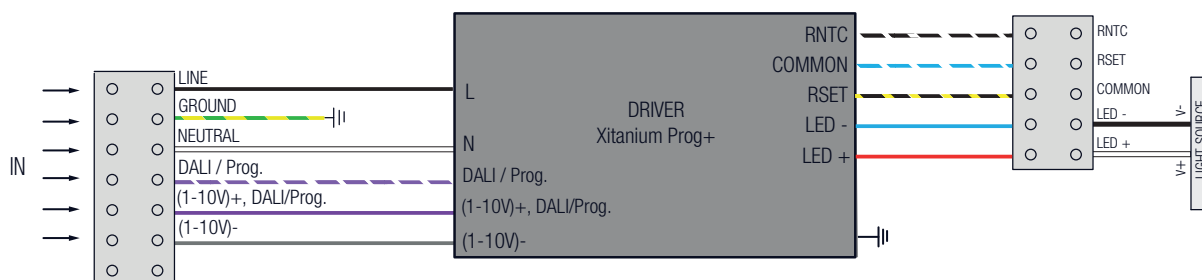 IN
LINE
GROUND
NEUTRAL
DALI / Prog.
(1-10V)+, DALI/Prog.
(1-10V)-
L
N
DALI / Prog.
(1-10V)+, DALI/Prog.
(1-10V)-
DRIVER
Xitanium Prog+
RNTC
COMMON
RSET
LED -
LED +
RNTC
RSET
COMMON
LED -
LED +
V-
V+
LIGHT SOURCE